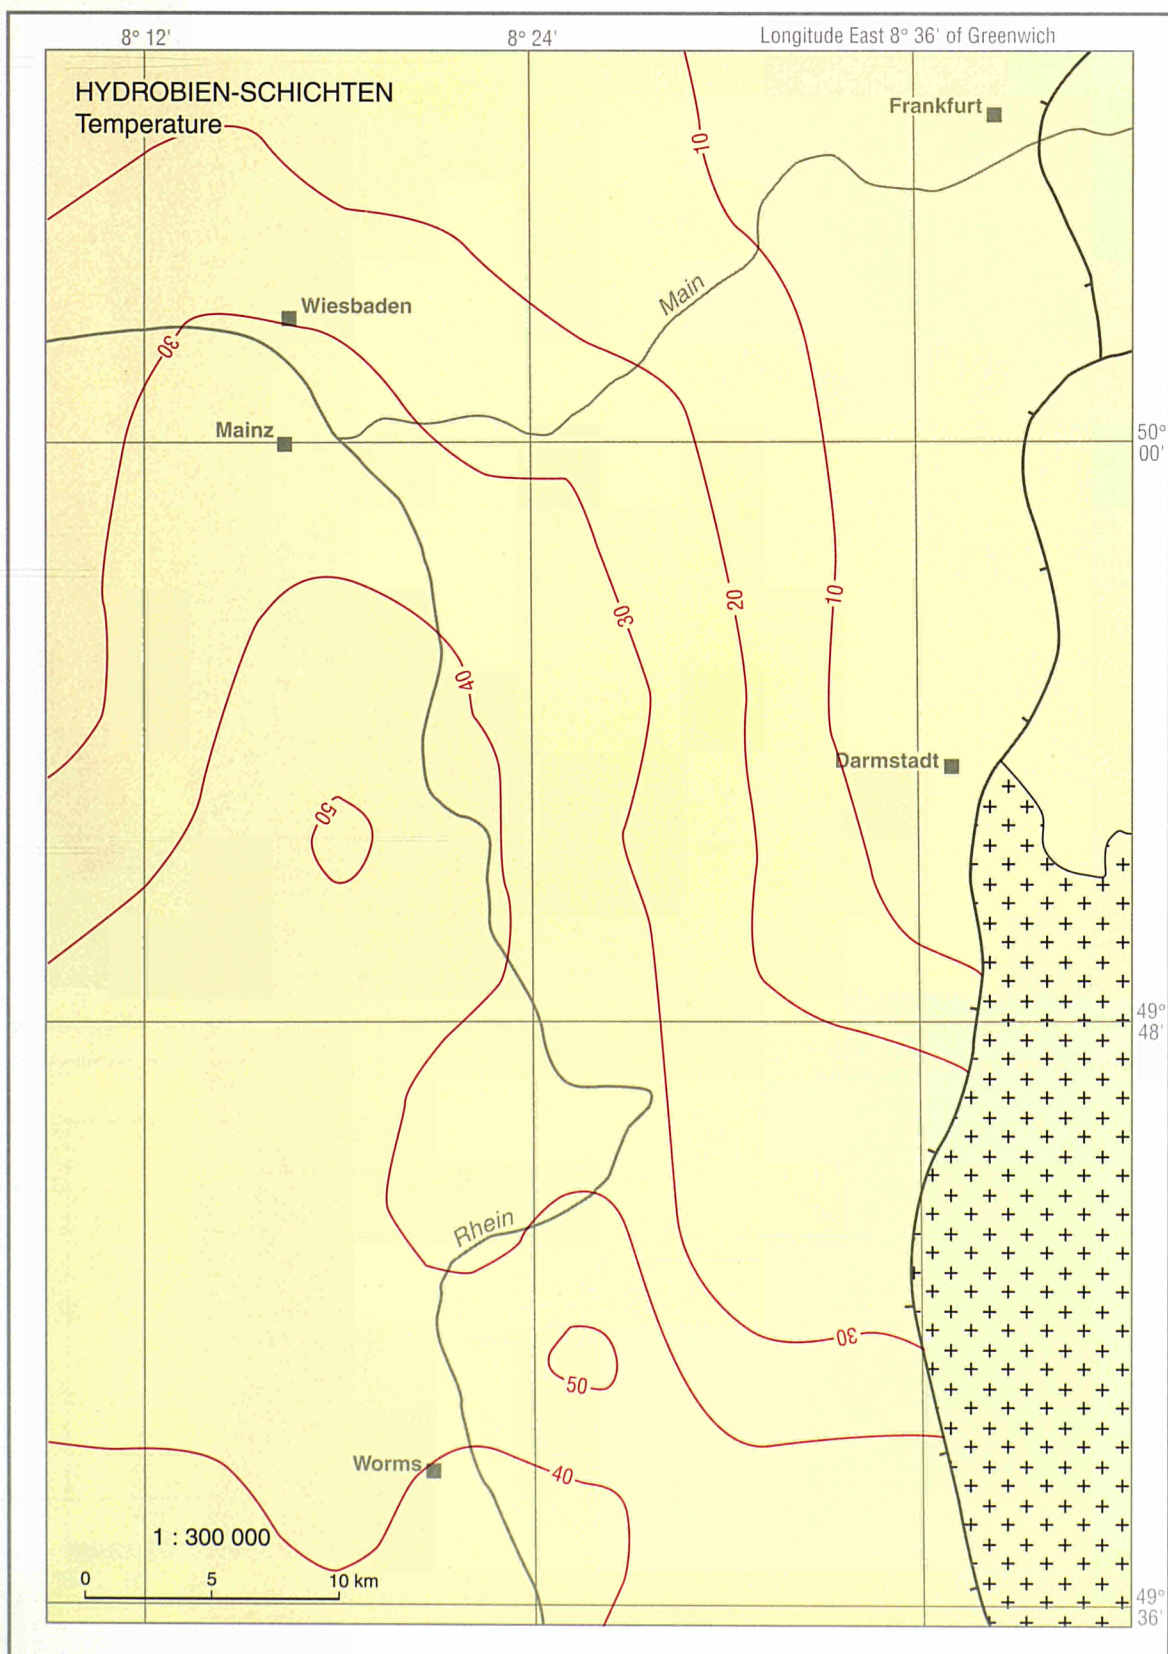 8° 12'
8° 24'
Longitude East 8° 36' of Greenwich
HYDROBIEN-SCHICHTEN
Temperature
Frankfurt
10
Main
Wiesbaden
30
Mainz
50°
00'
30
20
10
40
Darmstadt
50
49°
48'
Rhein
30
50
Worms
40
1 : 300 000
0 5 10 km
49°
36'